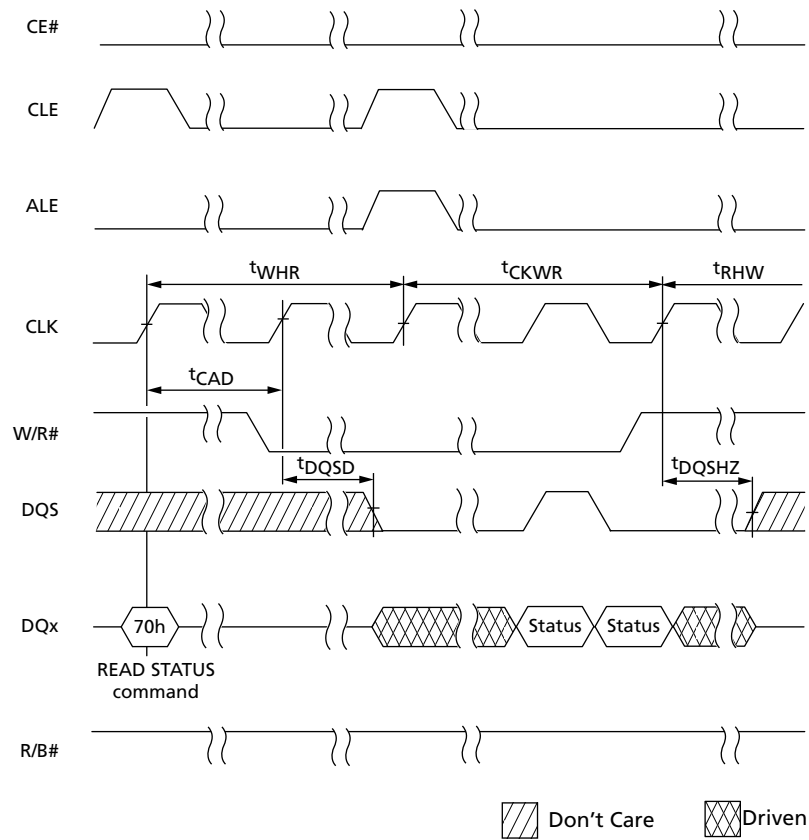 CE#
CLE
ALE
tWHR tCKWR tRHW
CLK
tCAD
W/R#
tDQSD tDQSHZ
DQS
DQx 70h Status Status
READ STATUS
command
R/B#
Don't Care Driven